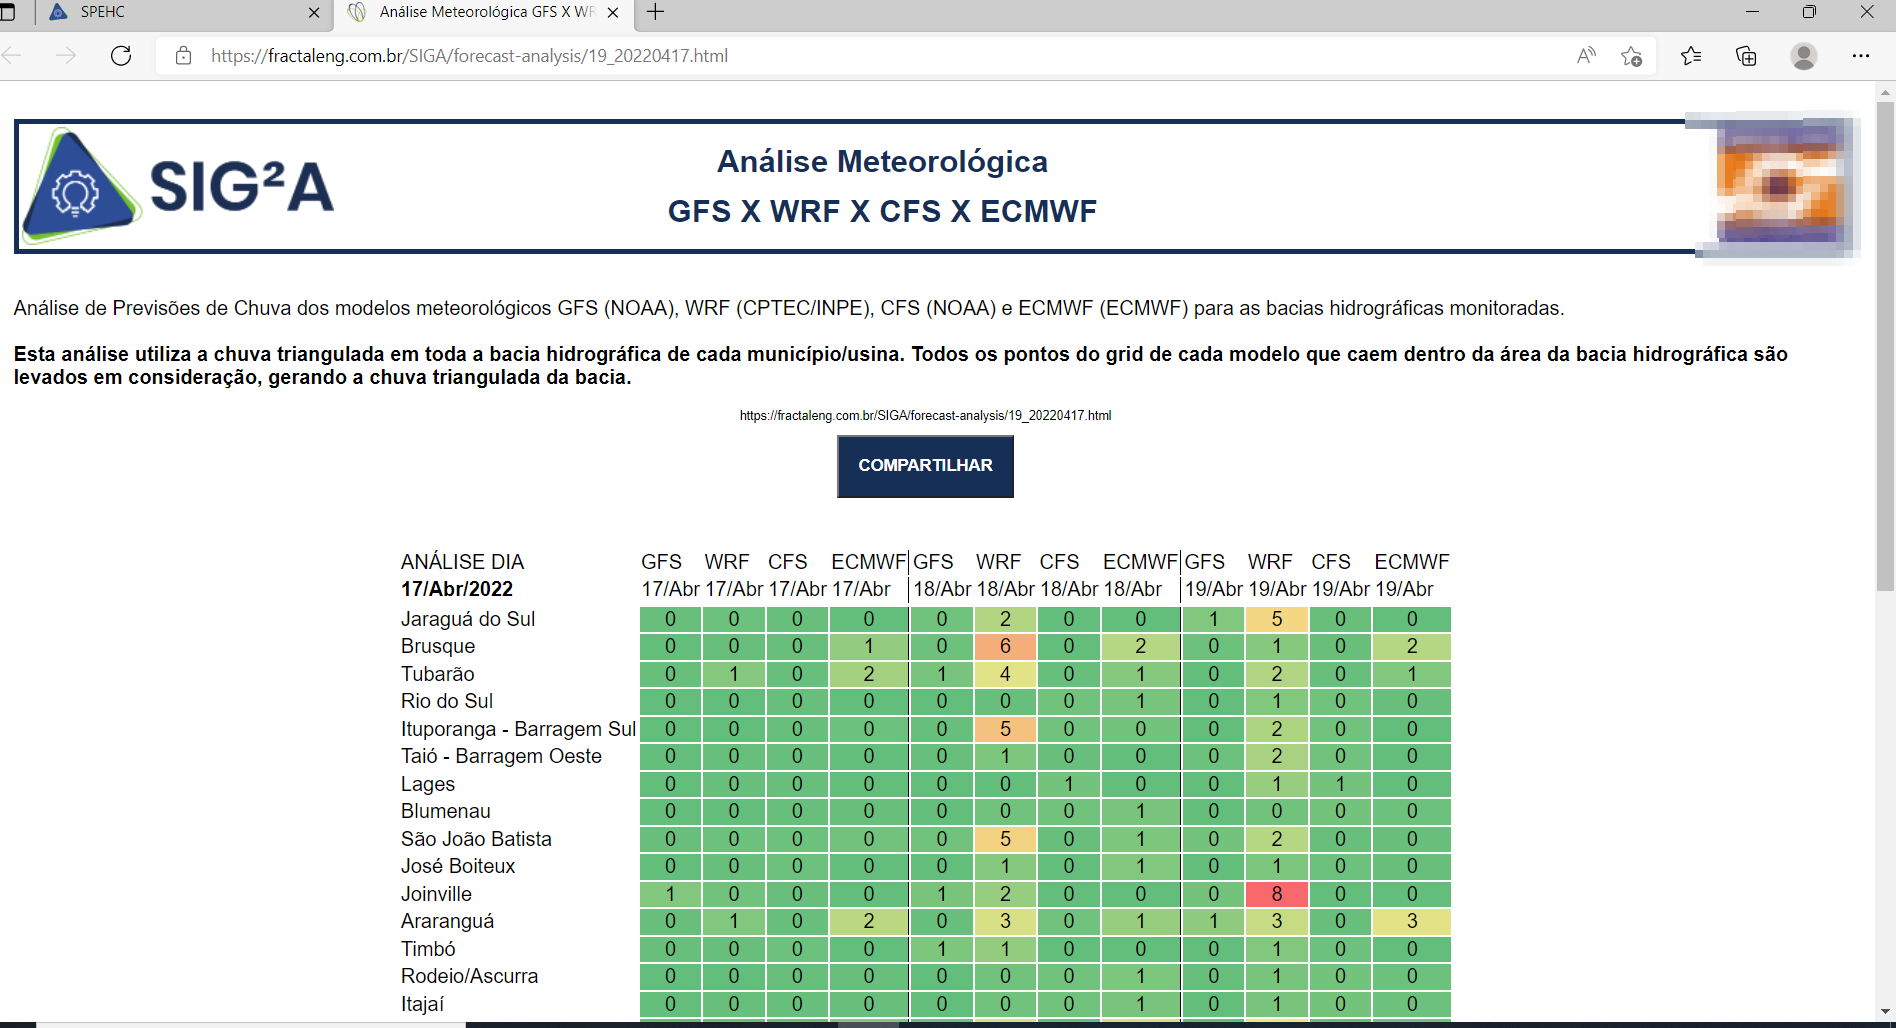 SPEHC
Análise Meteorológica GFS X WR
https://fractaleng.com.br/SIGA/forecast-analysis/19_20220417.html
SIG²A
Análise Meteorológica
GFS X WRF X CFS X ECMWF
Análise de Previsões de Chuva dos modelos meteorológicos GFS (NOAA), WRF (CPTEC/INPE), CFS (NOAA) e ECMWF (ECMWF) para as bacias hidrográficas monitoradas.
Esta análise utiliza a chuva triangulada em toda a bacia hidrográfica de cada município/usina. Todos os pontos do grid de cada modelo que caem dentro da área da bacia hidrográfica são
levados em consideração, gerando a chuva triangulada da bacia.
https://fractaleng.com.br/SIGA/forecast-analysis/19_20220417.html
COMPARTILHAR
ANÁLISE DIA GFS WRF CFS ECMWF GFS WRF CFS ECMWF GFS WRF CFS ECMWF
17/Abr/2022 17/Abr 17/Abr 17/Abr 17/Abr 18/Abr 18/Abr 18/Abr 18/Abr 19/Abr 19/Abr 19/Abr 19/Abr
Jaraguá do Sul 0 0 0 0 0 2 0 0 1 5 0 0
Brusque 0 0 0 1 0 6 0 2 0 1 0 2
Tubarão 0 1 0 2 1 4 0 1 0 2 0 1
Rio do Sul 0 0 0 0 0 0 0 1 0 1 0 0
Ituporanga - Barragem Sul 0 0 0 0 0 5 0 0 0 2 0 0
Taió - Barragem Oeste 0 0 0 0 0 1 0 0 0 2 0 0
Lages 0 0 0 0 0 0 1 0 0 1 1 0
Blumenau 0 0 0 0 0 0 0 1 0 0 0 0
São João Batista 0 0 0 0 0 5 0 1 0 2 0 0
José Boiteux 0 0 0 0 0 1 0 1 0 1 0 0
Joinville 1 0 0 0 1 2 0 0 0 8 0 0
Araranguá 0 1 0 2 0 3 0 1 1 3 0 3
Timbó 0 0 0 0 1 1 0 0 0 1 0 0
Rodeio/Ascurra 0 0 0 0 0 0 0 1 0 1 0 0
Itajaí 0 0 0 0 0 0 0 1 0 1 0 0